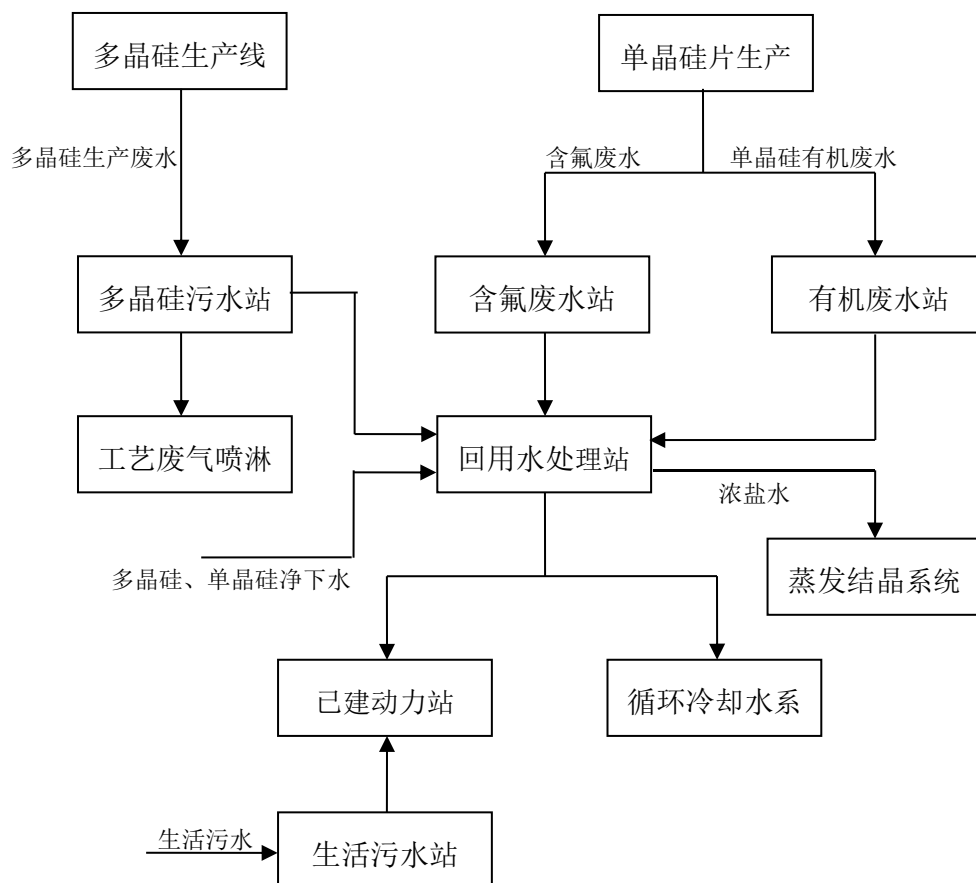 多晶硅生产线
单晶硅片生产
多晶硅生产废水
含氟废水
单晶硅有机废水
多晶硅污水站
含氟废水站
有机废水站
工艺废气喷淋
回用水处理站
浓盐水
多晶硅、单晶硅净下水
蒸发结晶系统
已建动力站
循环冷却水系
生活污水
生活污水站